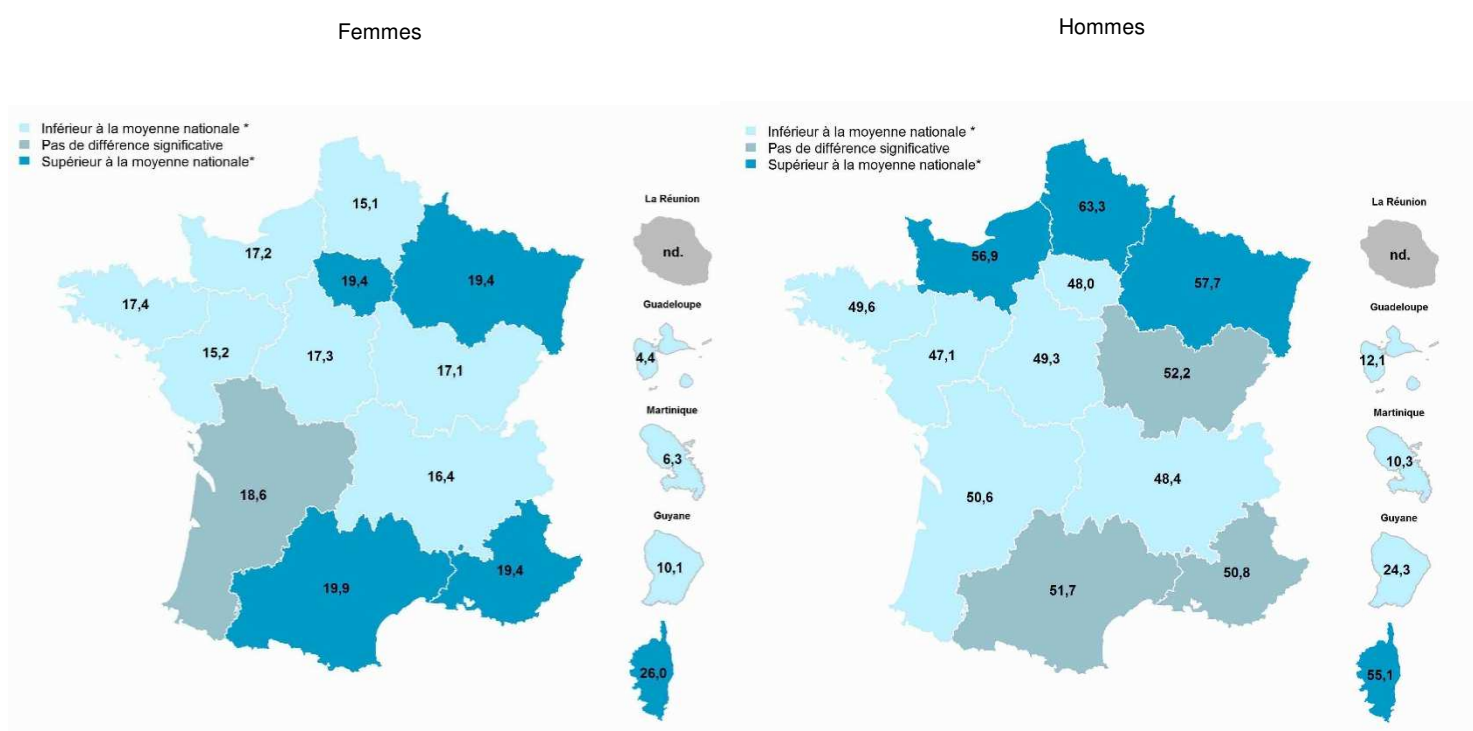 Femmes
Inférieur à la moyenne nationale *
Pas de différence significative
Supérieur à la moyenne nationale*
15,1
17,2
19,4
19,4
17,4
15,2
17,3
17,1
16,4
18,6
19,9
19,4
La Réunion
nd.
Guadeloupe
4,4
Martinique
6,3
Guyane
10,1
26,0
Hommes
Inférieur à la moyenne nationale *
Pas de différence significative
Supérieur à la moyenne nationale*
63,3
56,9
48,0
57,7
49,6
47,1
49,3
52,2
48,4
50,6
51,7
50,8
La Réunion
nd.
Guadeloupe
12,1
Martinique
10,3
Guyane
24,3
55,1